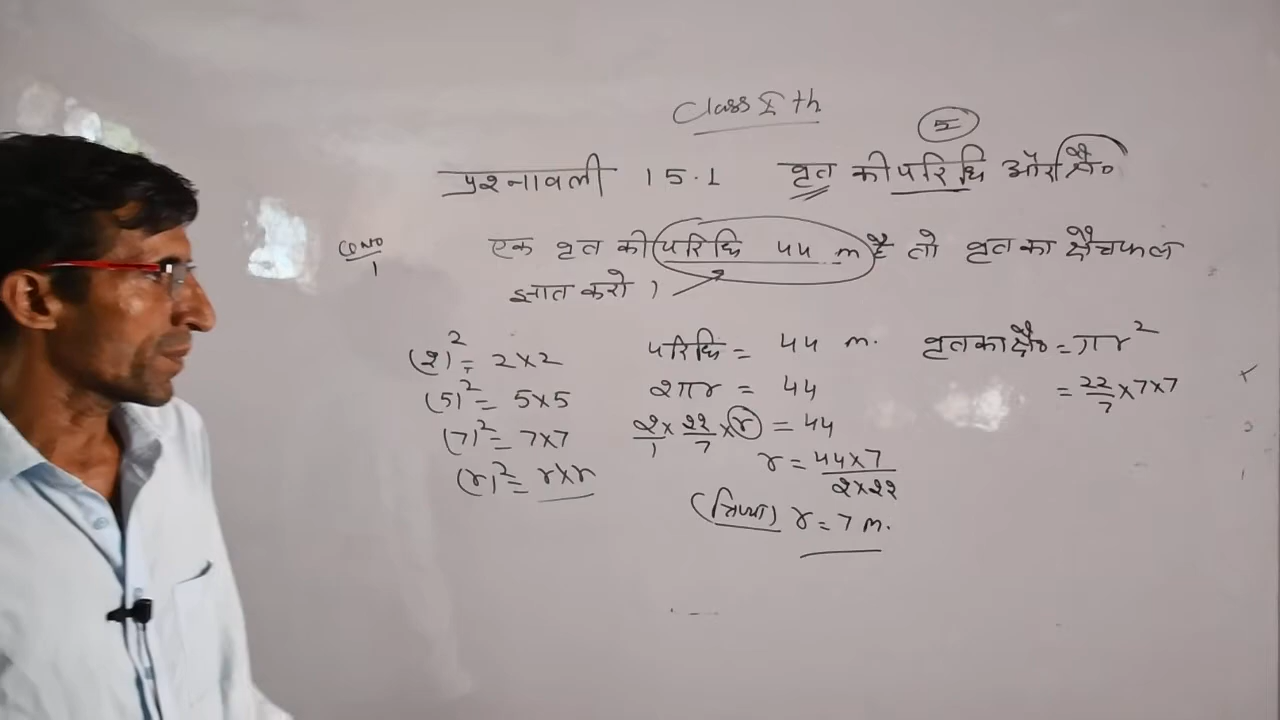 Class X th
5
प्रश्नावली 15.1 वृत की परिधि और क्षै०
Q NO 1 एक वृत की परिधि 44 m है तो वृत का क्षैत्रफल
ज्ञात करो ।
(2)² = 2×2
(5)² = 5×5
(7)² = 7×7
(r)² = r×r
परिधि = 44 m.
2πr = 44
2/1 × 22/7 × r = 44
r = 44×7 / 2×22
(त्रिज्या) r = 7 m.
वृत का क्षै० = πr²
= 22/7 ×7×7